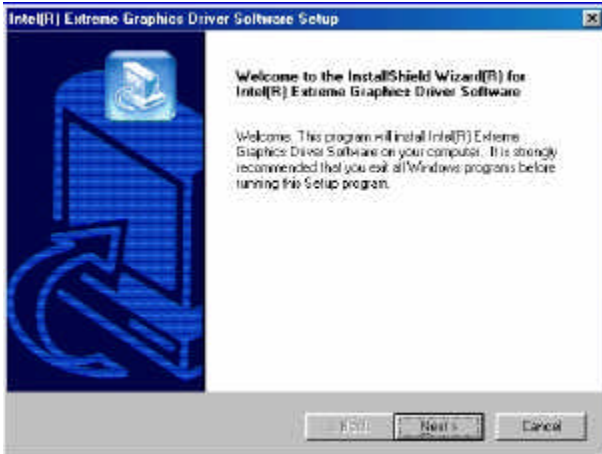 Intel(R) Extreme Graphics Driver Software Setup
Welcome to the InstallShield Wizard(R) for
Intel(R) Extreme Graphics Driver Software
Welcome. This program will install Intel(R) Extreme
Graphics Driver Software on your computer. It is strongly
recommended that you exit all Windows programs before
running this Setup program.
< Back
Next >
Cancel